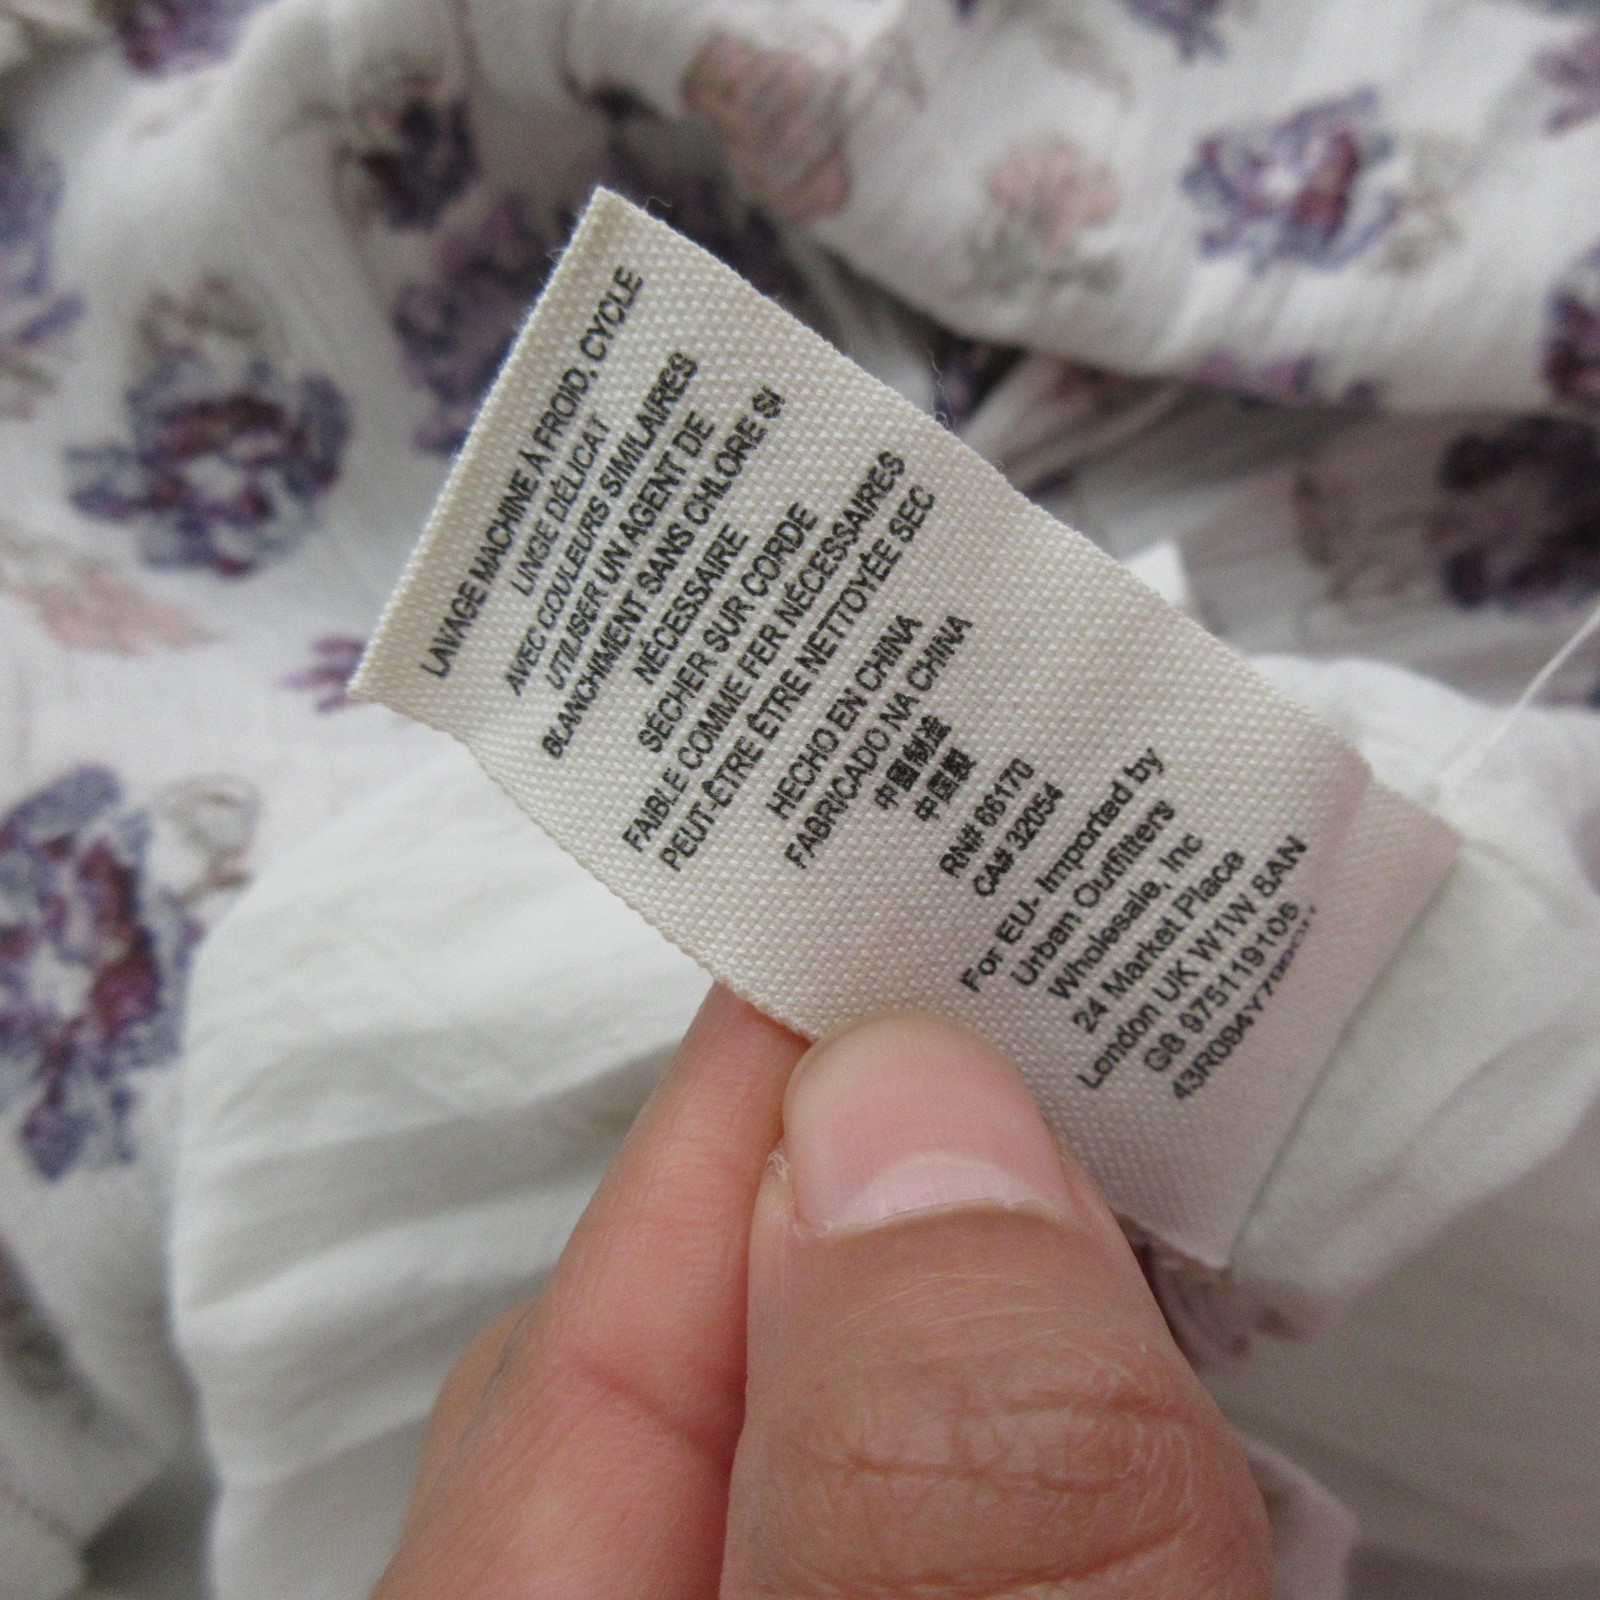 LAVAGE MACHINE À FROID, CYCLE
LINGE DÉLICAT
AVEC COULEURS SIMILAIRES
UTILISER UN AGENT DE
BLANCHIMENT SANS CHLORE SI
NÉCESSAIRE
SÉCHER SUR CORDE
FAIBLE COMME FER NÉCESSAIRES
PEUT-ÊTRE ÊTRE NETTOYÉE SEC
HECHO EN CHINA
FABRICADO NA CHINA
中国制造
中国製
RN# 66170
CA# 32054
For EU- Imported by
Urban Outfitters
Wholesale, Inc
24 Market Place
London UK W1W 8AN
GB 975119106